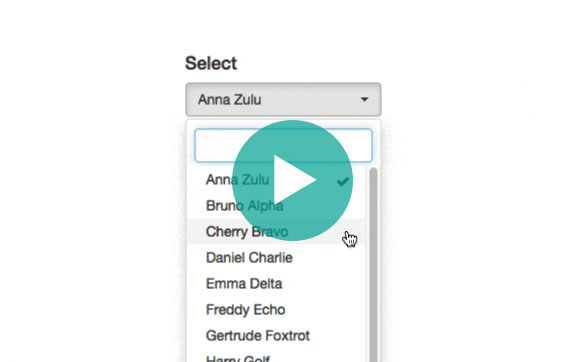 Select
Anna Zulu
Anna Zulu
Bruno Alpha
Cherry Bravo
Daniel Charlie
Emma Delta
Freddy Echo
Gertrude Foxtrot
Harry Golf